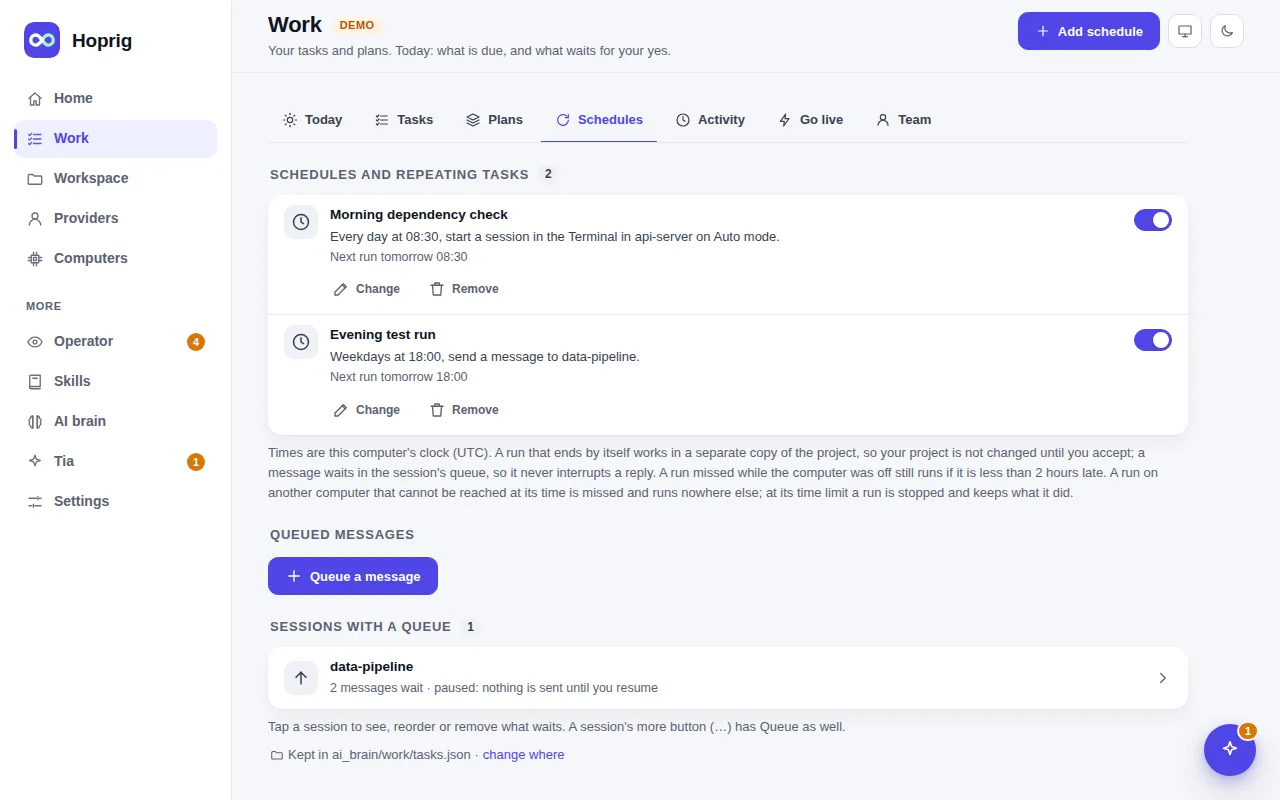 Hoprig
Home
Work
Workspace
Providers
Computers
MORE
Operator 4
Skills
AI brain
Tia 1
Settings
Work DEMO
Your tasks and plans. Today: what is due, and what waits for your yes.
Add schedule
Today Tasks Plans Schedules Activity Go live Team
SCHEDULES AND REPEATING TASKS 2
Morning dependency check
Every day at 08:30, start a session in the Terminal in api-server on Auto mode.
Next run tomorrow 08:30
Change Remove
Evening test run
Weekdays at 18:00, send a message to data-pipeline.
Next run tomorrow 18:00
Change Remove
Times are this computer's clock (UTC). A run that ends by itself works in a separate copy of the project, so your project is not changed until you accept; a
message waits in the session's queue, so it never interrupts a reply. A run missed while the computer was off still runs if it is less than 2 hours late. A run on
another computer that cannot be reached at its time is missed and runs nowhere else; at its time limit a run is stopped and keeps what it did.
QUEUED MESSAGES
Queue a message
SESSIONS WITH A QUEUE 1
data-pipeline
2 messages wait · paused: nothing is sent until you resume
Tap a session to see, reorder or remove what waits. A session's more button (…) has Queue as well.
Kept in ai_brain/work/tasks.json · change where
1